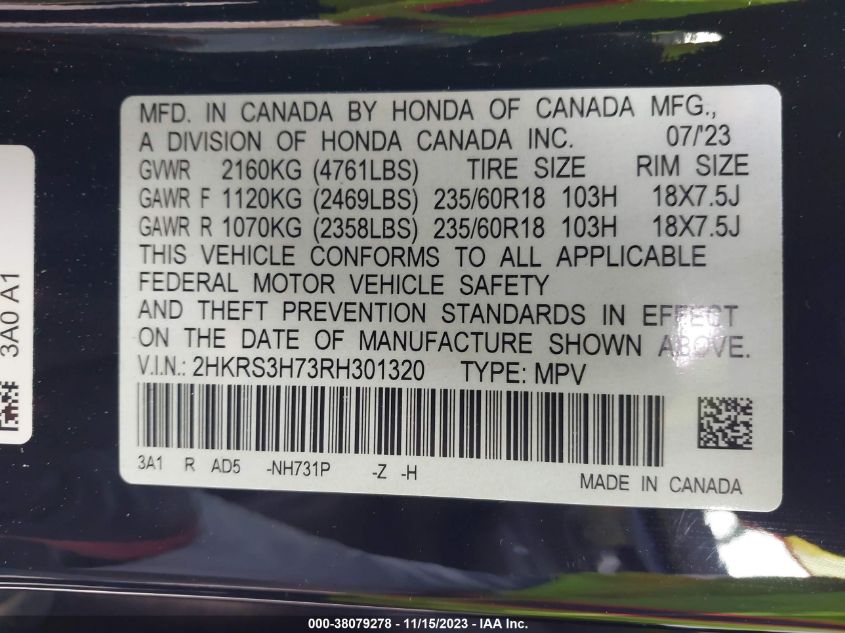 MFD. IN CANADA BY HONDA OF CANADA MFG.,
A DIVISION OF HONDA CANADA INC. 07/'23
GVWR 2160KG (4761LBS) TIRE SIZE RIM SIZE
GAWR F 1120KG (2469LBS) 235/60R18 103H 18X7.5J
GAWR R 1070KG (2358LBS) 235/60R18 103H 18X7.5J
THIS VEHICLE CONFORMS TO ALL APPLICABLE
FEDERAL MOTOR VEHICLE SAFETY
AND THEFT PREVENTION STANDARDS IN EFFECT
ON THE DATE OF MANUFACTURE SHOWN ABOVE.
V.I.N.: 2HKRS3H73RH301320 TYPE: MPV
3A1 R AD5 -NH731P -Z -H
MADE IN CANADA
3A0 A1
000-38079278 - 11/15/2023 - IAA Inc.